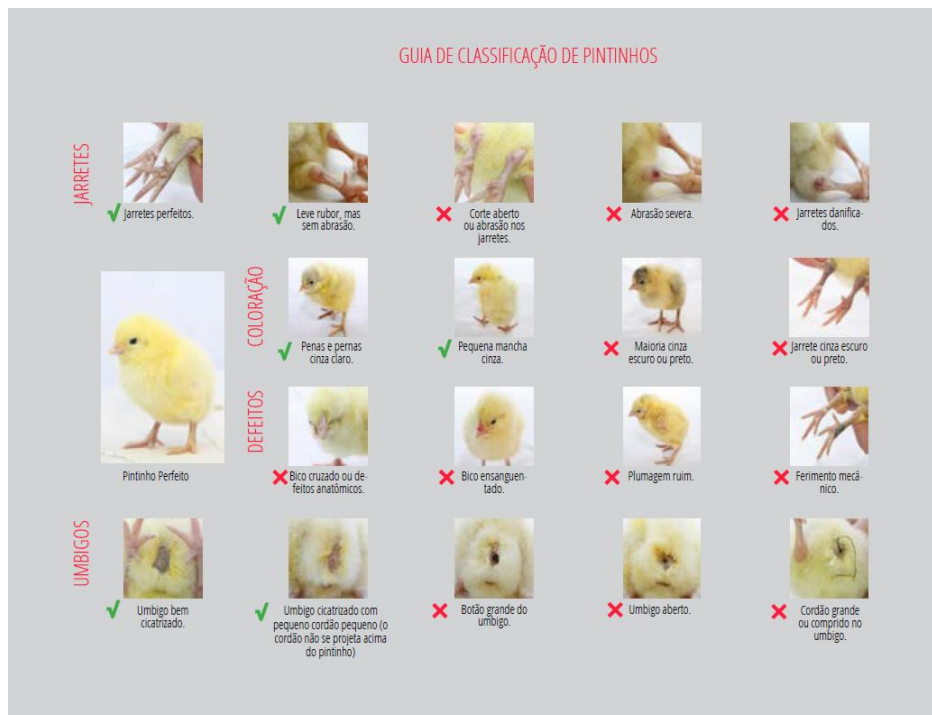 GUIA DE CLASSIFICAÇÃO DE PINTINHOS
JARRETES
Jarretes perfeitos.
Leve rubor, mas
sem abrasão.
Corte aberto
ou abrasão nos
jarretes.
Abrasão severa.
Jarretes danifica-
dos.
COLORAÇÃO
Penas e pernas
cinza claro.
Pequena mancha
cinza.
Maioria cinza
escuro ou preto.
Jarrete cinza escuro
ou preto.
Pintinho Perfeito
DEFEITOS
Bico cruzado ou de-
feitos anatômicos.
Bico ensanguen-
tado.
Plumagem ruim.
Ferimento mecâ-
nico.
UMBIGOS
Umbigo bem
cicatrizado.
Umbigo cicatrizado com
pequeno cordão pequeno (o
cordão não se projeta acima
do pintinho)
Botão grande do
umbigo.
Umbigo aberto.
Cordão grande
ou comprido no
umbigo.